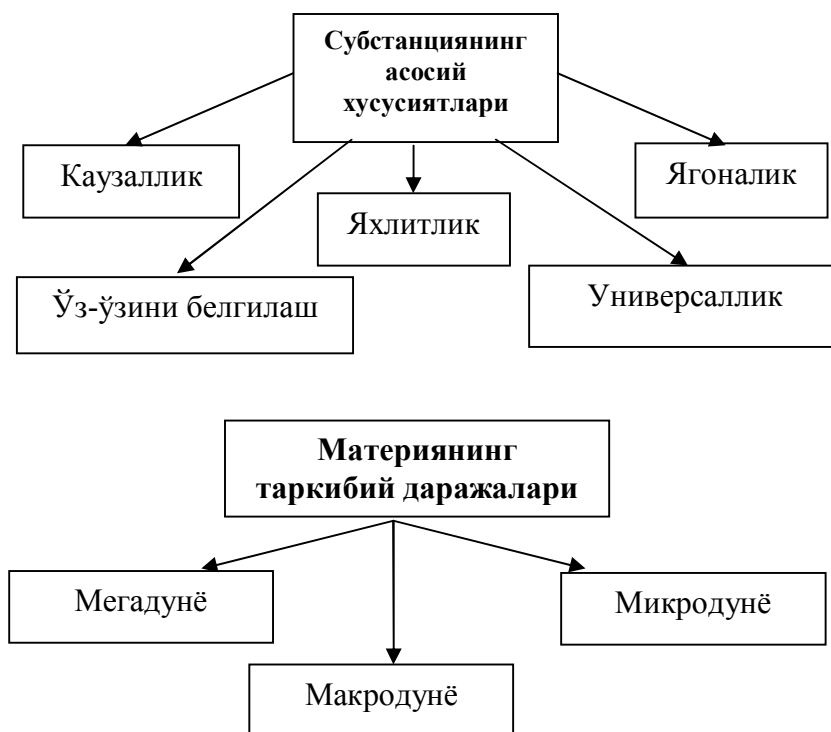 Субстанциянинг
асосий
хусусиятлари
Каузаллик
Ягоналик
Яхлитлик
Ўз-ўзини белгилаш
Универсаллик
Материянинг
таркибий даражалари
Мегадунё
Микродунё
Макродунё